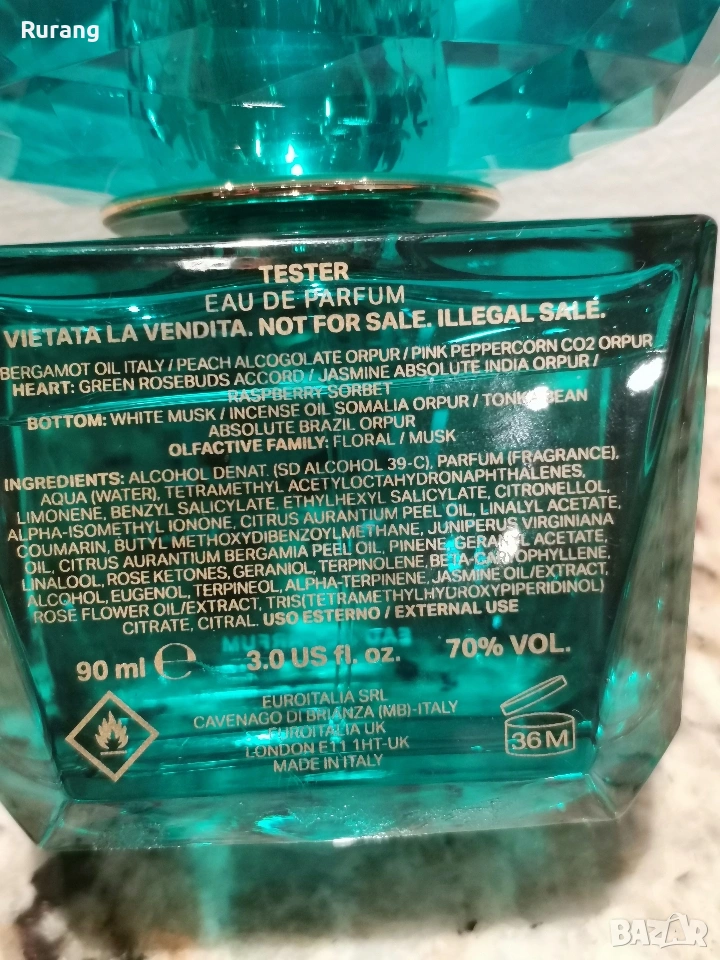 Rurang
TESTER
EAU DE PARFUM
VIETATA LA VENDITA. NOT FOR SALE. ILLEGAL SALE.
BERGAMOT OIL ITALY / PEACH ALCOGOLATE ORPUR / PINK PEPPERCORN CO2 ORPUR
HEART: GREEN ROSEBUDS ACCORD / JASMINE ABSOLUTE INDIA ORPUR /
RASPBERRY SORBET
BOTTOM: WHITE MUSK / INCENSE OIL SOMALIA ORPUR / TONKA BEAN
ABSOLUTE BRAZIL ORPUR
OLFACTIVE FAMILY: FLORAL / MUSK
INGREDIENTS: ALCOHOL DENAT. (SD ALCOHOL 39-C), PARFUM (FRAGRANCE),
AQUA (WATER), TETRAMETHYL ACETYLOCTAHYDRONAPHTHALENES,
LIMONENE, BENZYL SALICYLATE, ETHYLHEXYL SALICYLATE, CITRONELLOL,
ALPHA-ISOMETHYL IONONE, CITRUS AURANTIUM PEEL OIL, LINALYL ACETATE,
COUMARIN, BUTYL METHOXYDIBENZOYLMETHANE, JUNIPERUS VIRGINIANA
OIL, CITRUS AURANTIUM BERGAMIA PEEL OIL, PINENE, GERANYL ACETATE,
LINALOOL, ROSE KETONES, GERANIOL, TERPINOLENE, BETA-CARYOPHYLLENE,
ALCOHOL, EUGENOL, TERPINEOL, ALPHA-TERPINENE, JASMINE OIL/EXTRACT,
ROSE FLOWER OIL/EXTRACT, TRIS(TETRAMETHYLHYDROXYPIPERIDINOL)
CITRATE, CITRAL. USO ESTERNO / EXTERNAL USE
90 ml ℮ 3.0 US fl. oz. 70% VOL.
EUROITALIA SRL
CAVENAGO DI BRIANZA (MB)-ITALY
EUROITALIA UK
LONDON E11 1HT-UK
MADE IN ITALY
36 M
BAZAR